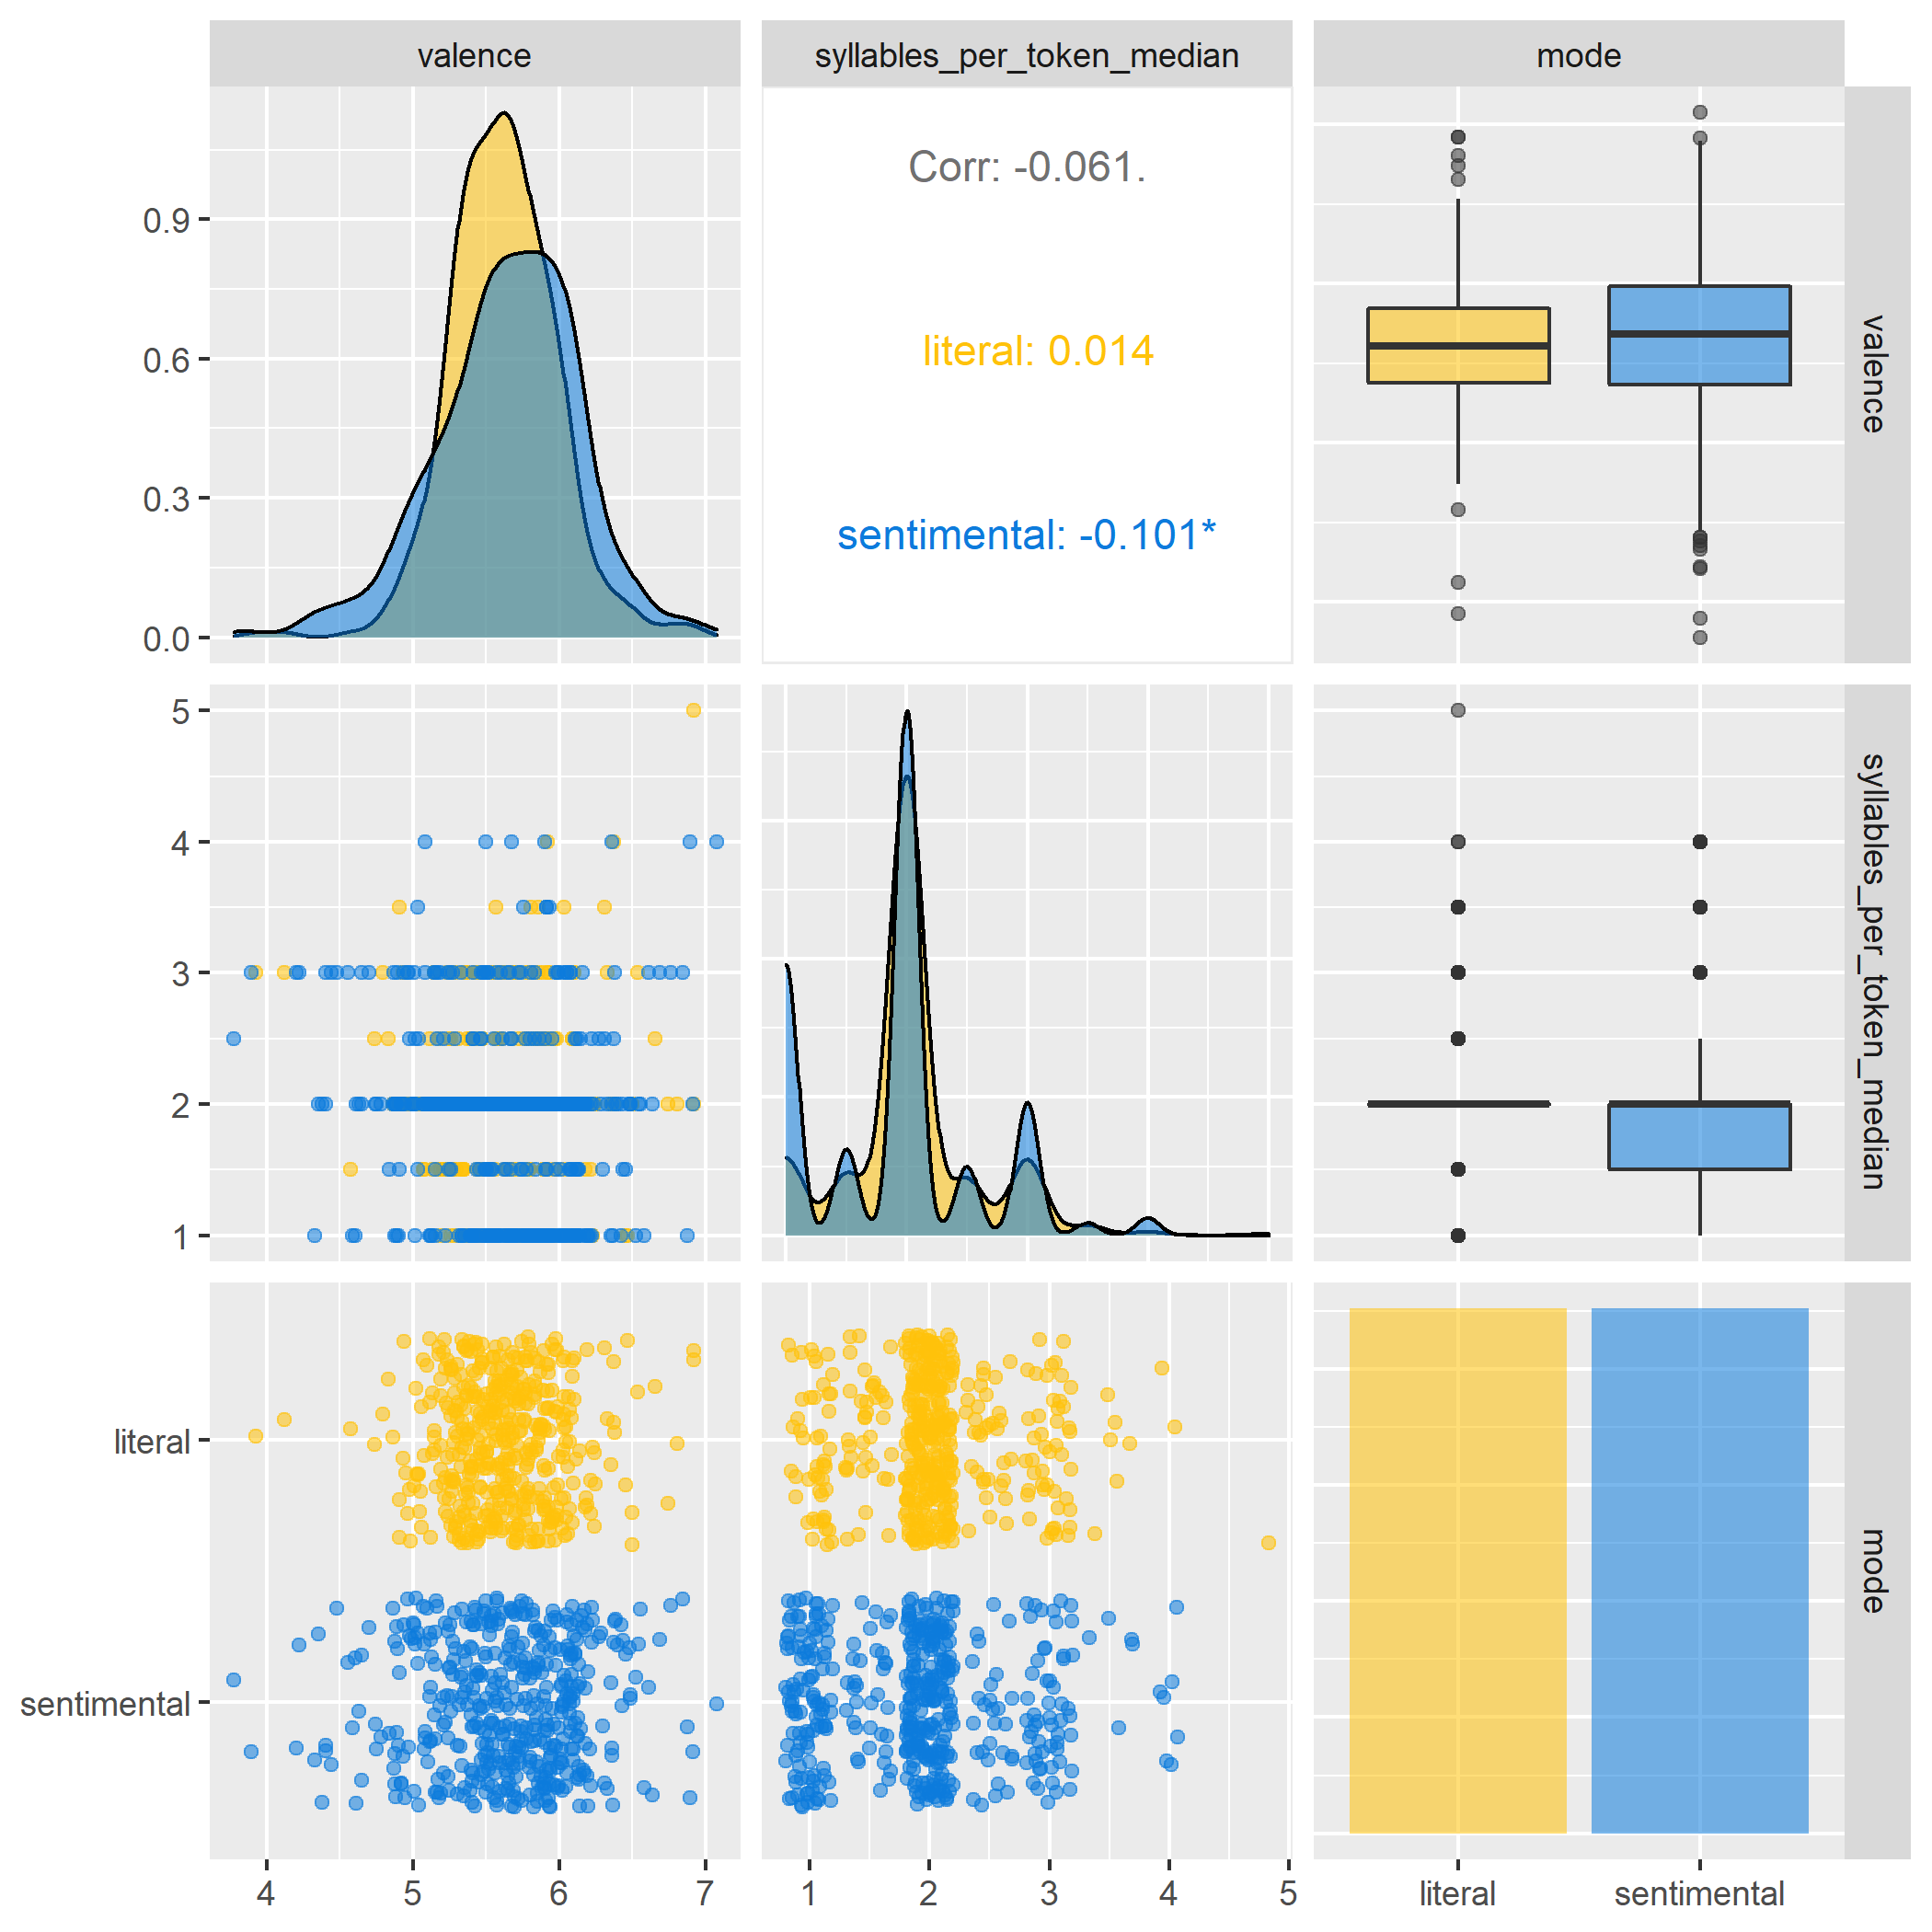 valence
syllables_per_token_median
mode
0.9
0.6
0.3
0.0
Corr: -0.061.
literal: 0.014
sentimental: -0.101*
valence
5
4
3
2
1
syllables_per_token_median
literal
sentimental
mode
4 5 6 7
1 2 3 4 5
literal sentimental